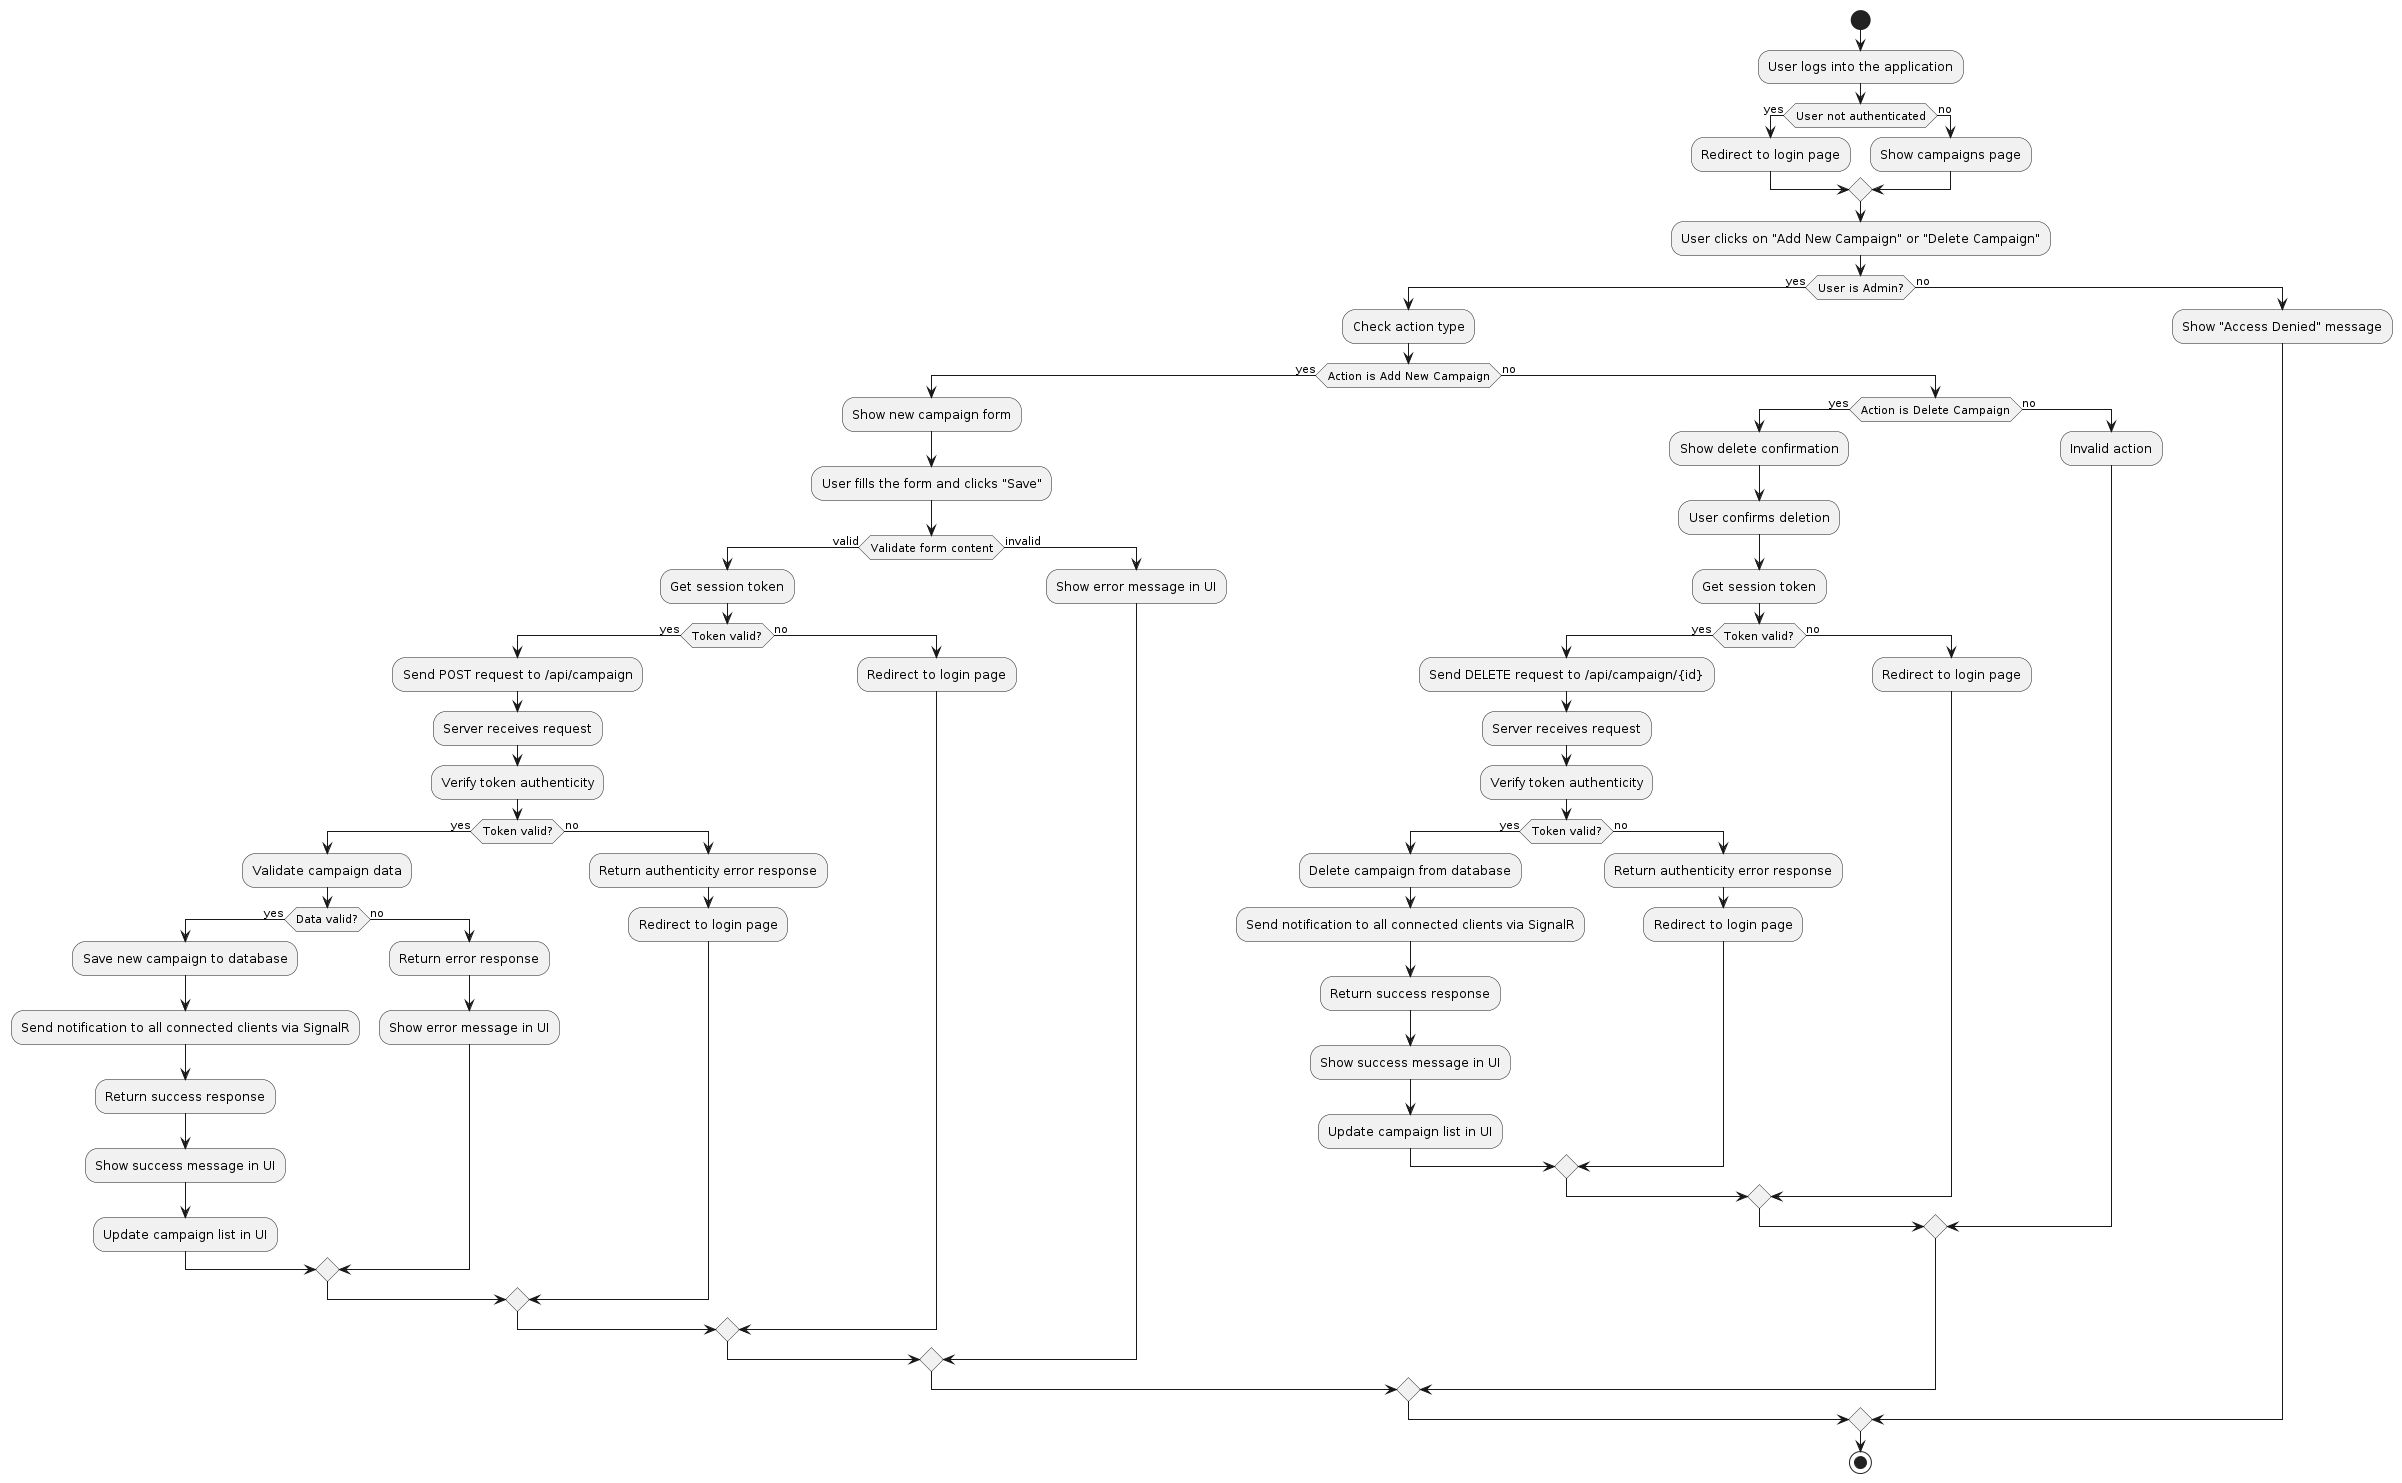 User logs into the application
yes
User not authenticated
no
Redirect to login page
Show campaigns page
User clicks on "Add New Campaign" or "Delete Campaign"
yes
User is Admin?
no
Check action type
Show "Access Denied" message
yes
Action is Add New Campaign
no
Show new campaign form
yes
Action is Delete Campaign
no
Show delete confirmation
Invalid action
User fills the form and clicks "Save"
User confirms deletion
valid
Validate form content
invalid
Get session token
Show error message in UI
Get session token
yes
Token valid?
no
yes
Token valid?
no
Send POST request to /api/campaign
Redirect to login page
Send DELETE request to /api/campaign/{id}
Redirect to login page
Server receives request
Server receives request
Verify token authenticity
Verify token authenticity
yes
Token valid?
no
yes
Token valid?
no
Validate campaign data
Return authenticity error response
Delete campaign from database
Return authenticity error response
yes
Data valid?
no
Redirect to login page
Send notification to all connected clients via SignalR
Redirect to login page
Save new campaign to database
Return error response
Return success response
Send notification to all connected clients via SignalR
Show error message in UI
Show success message in UI
Return success response
Update campaign list in UI
Show success message in UI
Update campaign list in UI